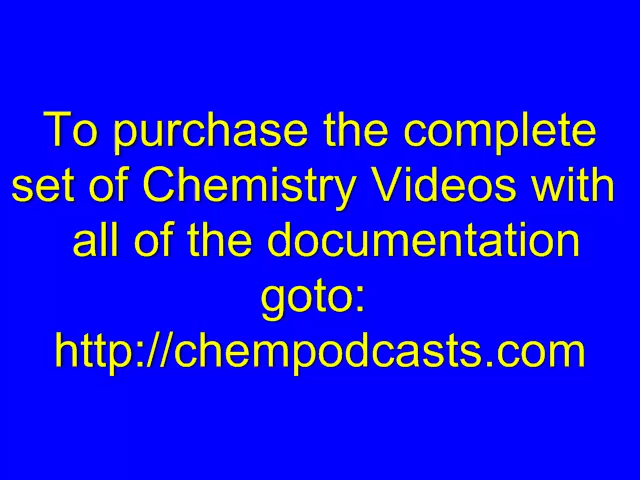 To purchase the complete
set of Chemistry Videos with
all of the documentation
goto:
http://chempodcasts.com